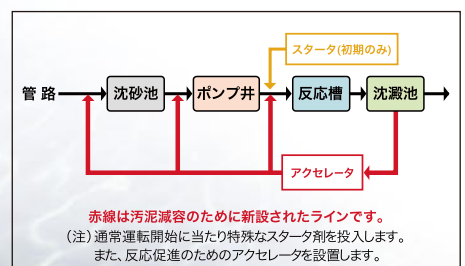 スタータ(初期のみ)
管路
沈砂池
ポンプ井
反応槽
沈澱池
アクセレータ
赤線は汚泥減容のために新設されたラインです。
（注）通常運転開始に当たり特殊なスタータ剤を投入します。
また、反応促進のためのアクセレータを設置します。